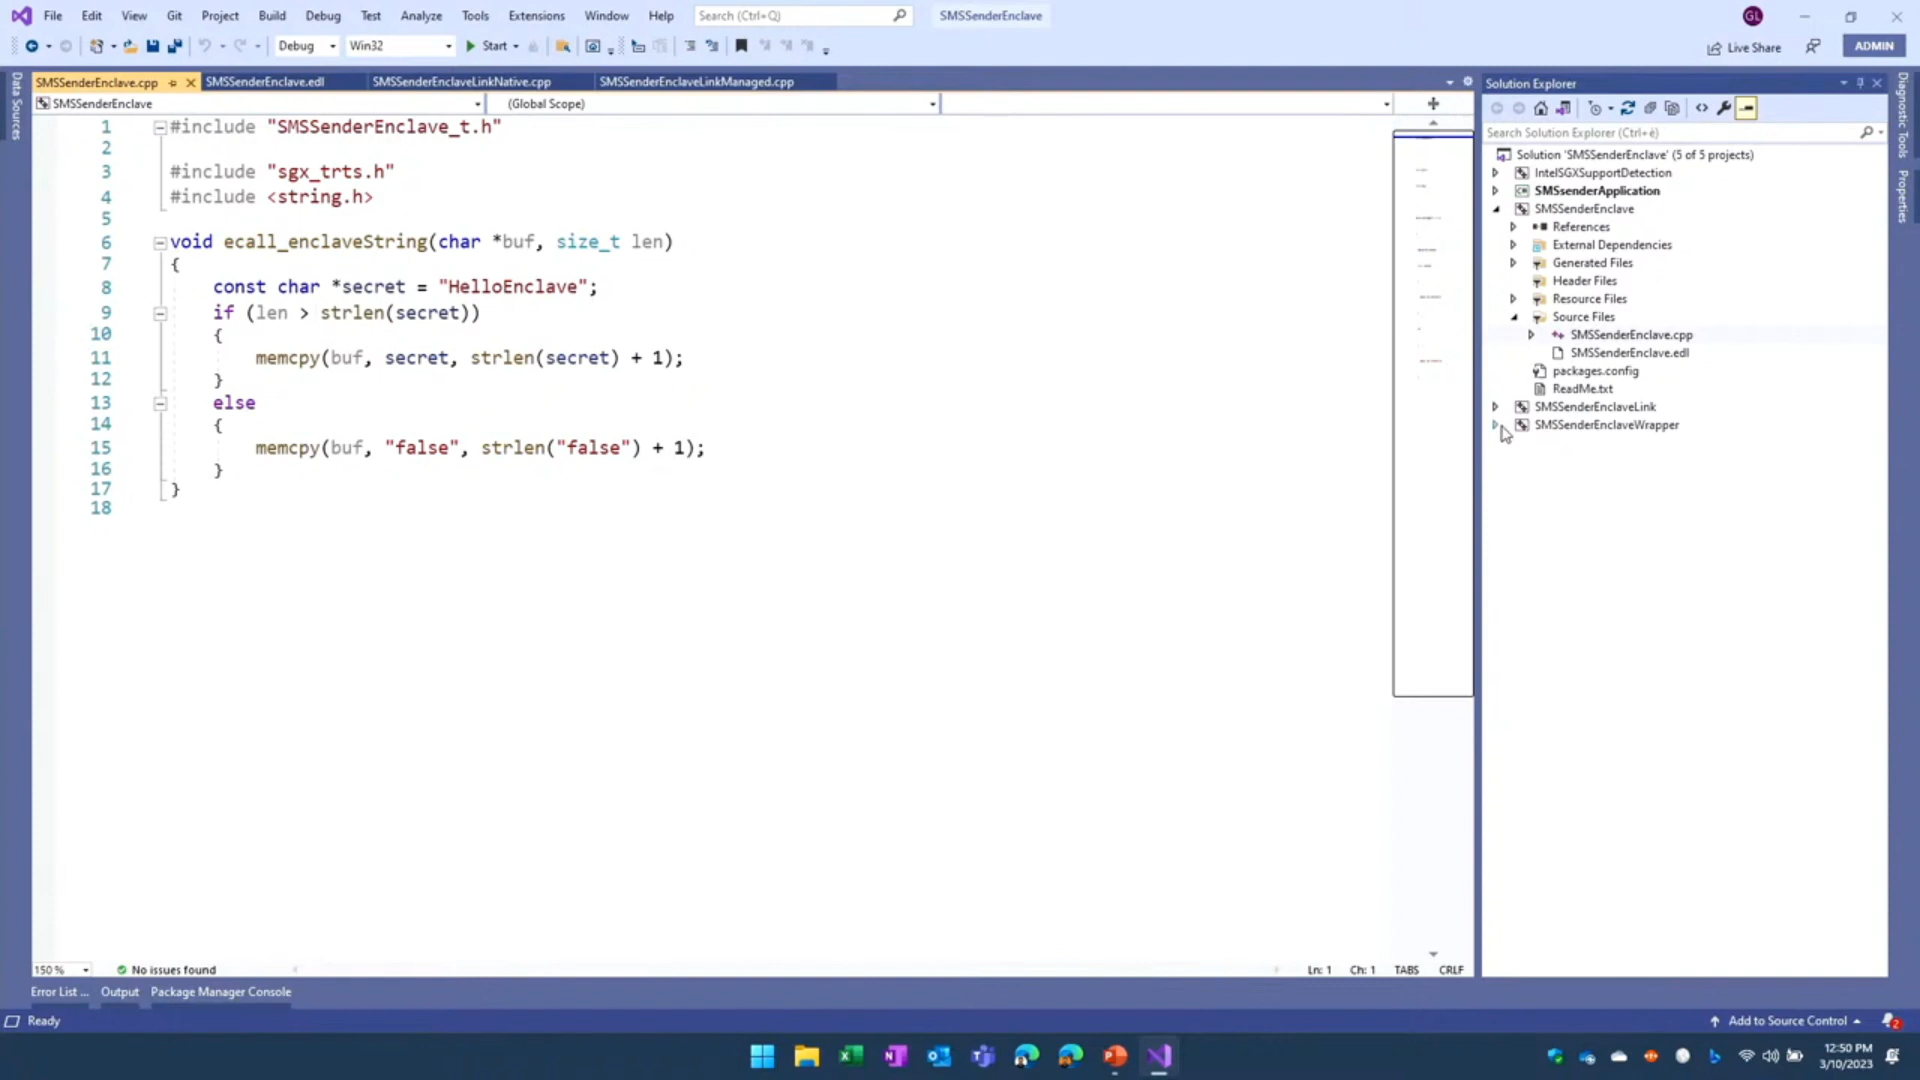 File Edit View Git Project Build Debug Test Analyze Tools Extensions Window Help Search (Ctrl+Q) SMSSenderEnclave GL
Debug Win32 Start Live Share ADMIN
Data Sources
SMSSenderEnclave.cpp SMSSenderEnclave.edl SMSSenderEnclaveLinkNative.cpp SMSSenderEnclaveLinkManaged.cpp
SMSSenderEnclave (Global Scope)
1 #include "SMSSenderEnclave_t.h"
2
3 #include "sgx_trts.h"
4 #include <string.h>
5
6 void ecall_enclaveString(char *buf, size_t len)
7 {
8 const char *secret = "HelloEnclave";
9 if (len > strlen(secret))
10 {
11 memcpy(buf, secret, strlen(secret) + 1);
12 }
13 else
14 {
15 memcpy(buf, "false", strlen("false") + 1);
16 }
17 }
18
150 % No issues found Ln: 1 Ch: 1 TABS CRLF
Solution Explorer
Search Solution Explorer (Ctrl+è)
Solution 'SMSSenderEnclave' (5 of 5 projects)
IntelSGXSupportDetection
SMSsenderApplication
SMSSenderEnclave
References
External Dependencies
Generated Files
Header Files
Resource Files
Source Files
SMSSenderEnclave.cpp
SMSSenderEnclave.edl
packages.config
ReadMe.txt
SMSSenderEnclaveLink
SMSSenderEnclaveWrapper
Diagnostic Tools
Properties
Error List ... Output Package Manager Console
Ready Add to Source Control 2
12:50 PM
3/10/2023